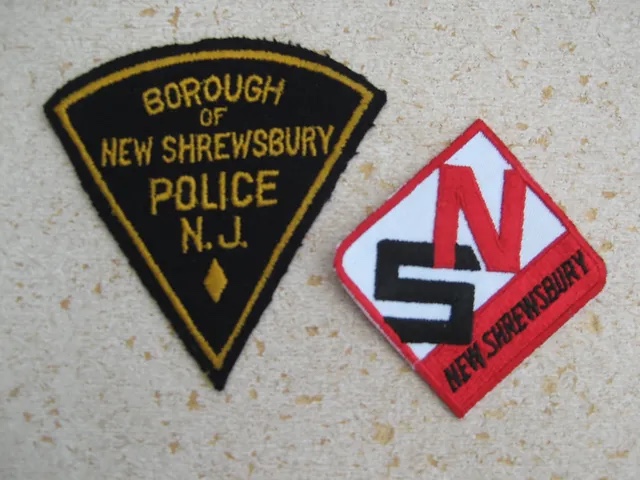 BOROUGH
OF
NEW SHREWSBURY
POLICE
N.J.
N
S
NEW SHREWSBURY